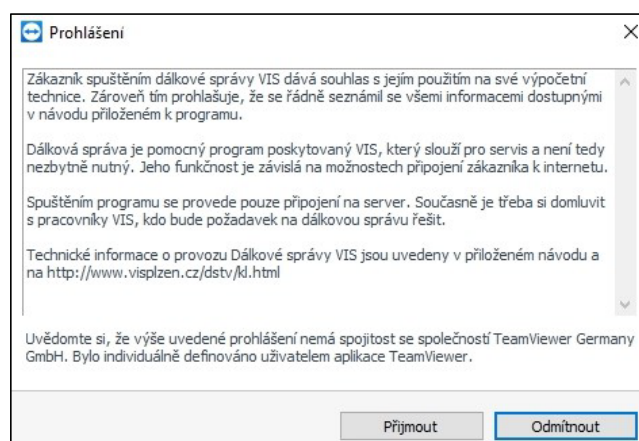 Prohlášení
Zákazník spuštěním dálkové správy VIS dává souhlas s jejím použitím na své výpočetní
technice. Zároveň tím prohlašuje, že se řádně seznámil se všemi informacemi dostupnými
v návodu přiloženém k programu.
Dálková správa je pomocný program poskytovaný VIS, který slouží pro servis a není tedy
nezbytně nutný. Jeho funkčnost je závislá na možnostech připojení zákazníka k internetu.
Spuštěním programu se provede pouze připojení na server. Současně je třeba si domluvit
s pracovníky VIS, kdo bude požadavek na dálkovou správu řešit.
Technické informace o provozu Dálkové správy VIS jsou uvedeny v přiloženém návodu a
na http://www.visplzen.cz/dstv/kl.html
Uvědomte si, že výše uvedené prohlášení nemá spojitost se společností TeamViewer Germany
GmbH. Bylo individuálně definováno uživatelem aplikace TeamViewer.
Přijmout
Odmítnout